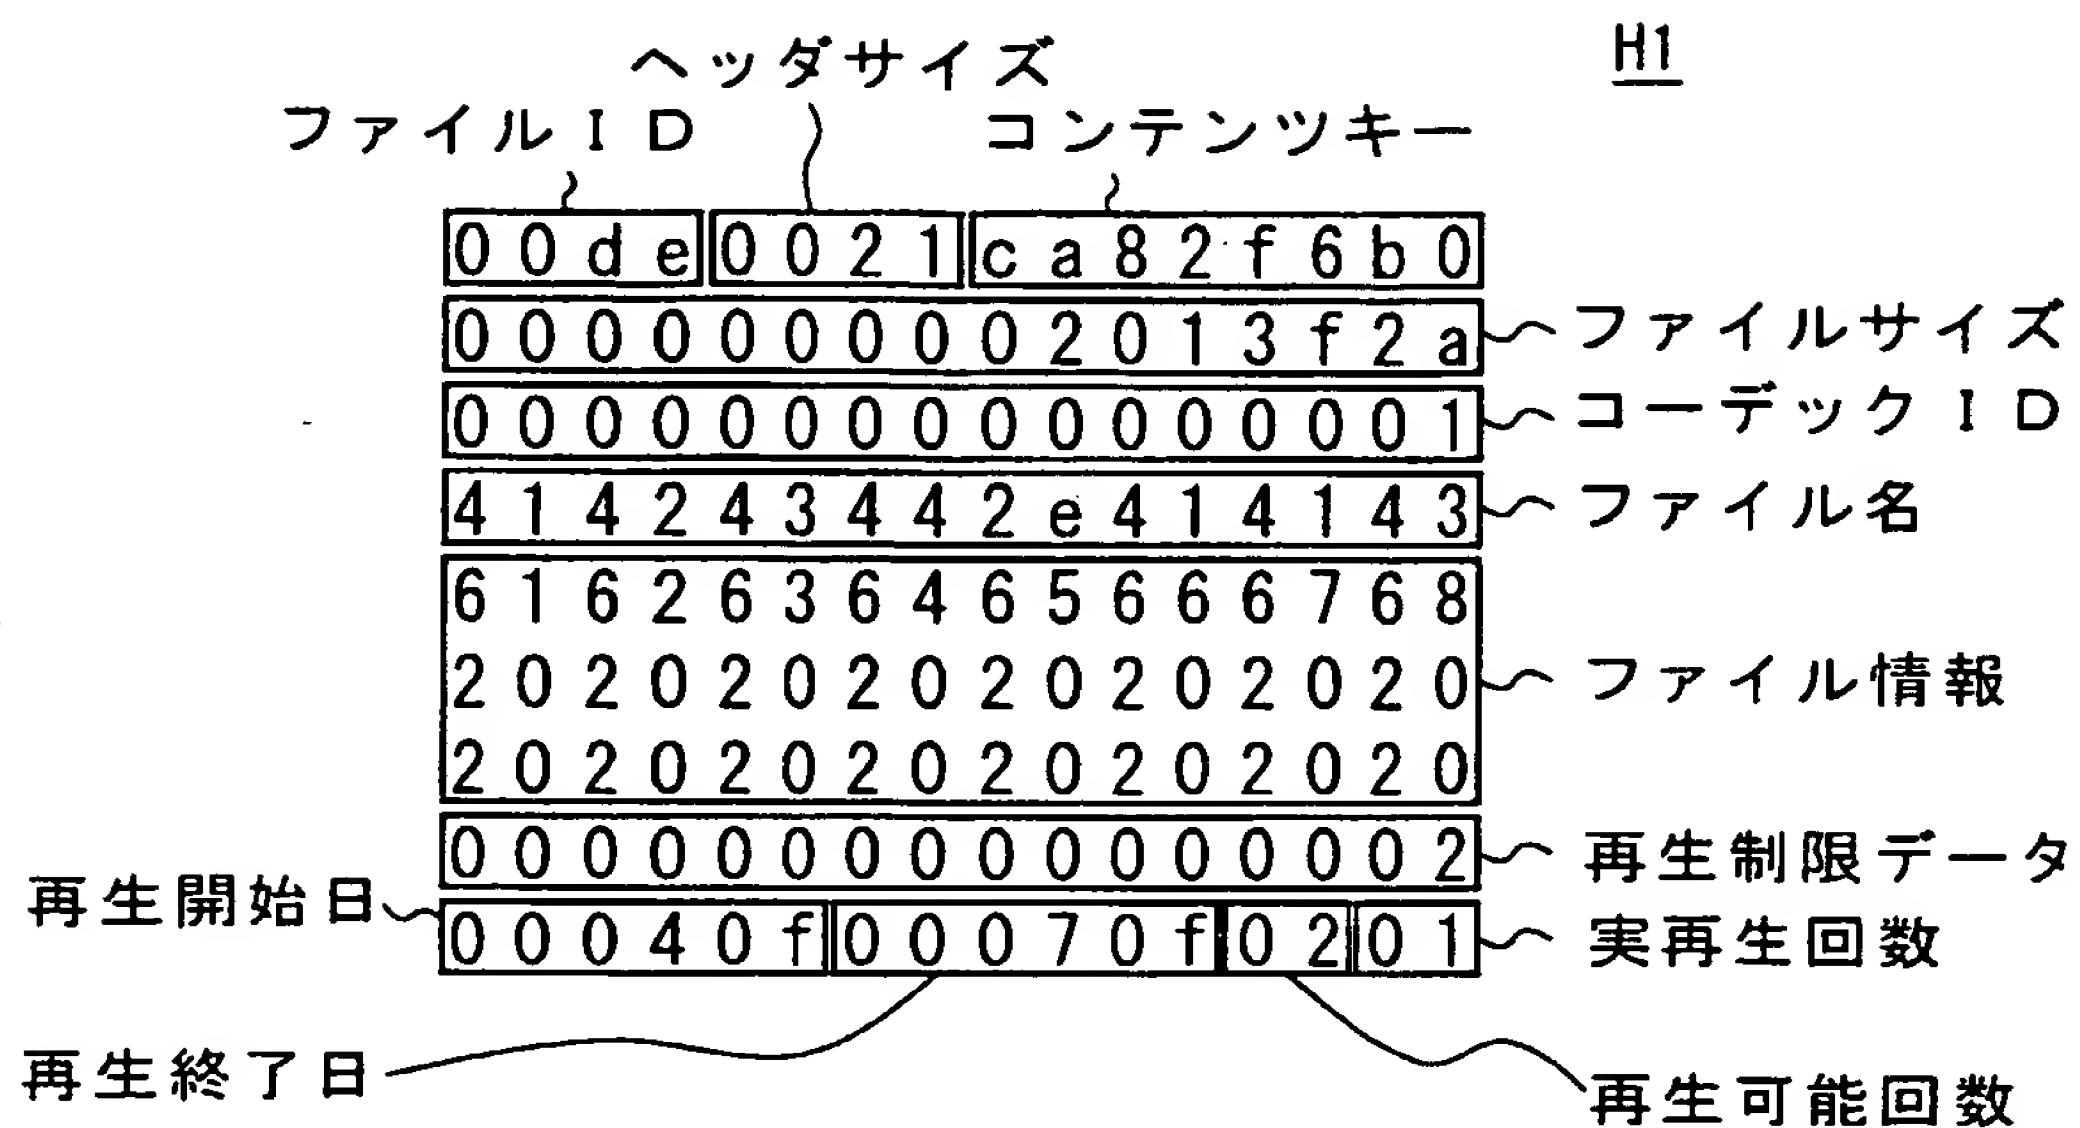 H1
ヘッダサイズ
ファイルID
コンテンツキー
00de 0021 ca82f6b0
0000000002013f2a ファイルサイズ
0000000000000001 コーデックID
414243442e414143 ファイル名
6162636465666768
2020202020202020 ファイル情報
2020202020202020
0000000000000002 再生制限データ
再生開始日 00040f 00070f 02 01 実再生回数
再生終了日
再生可能回数